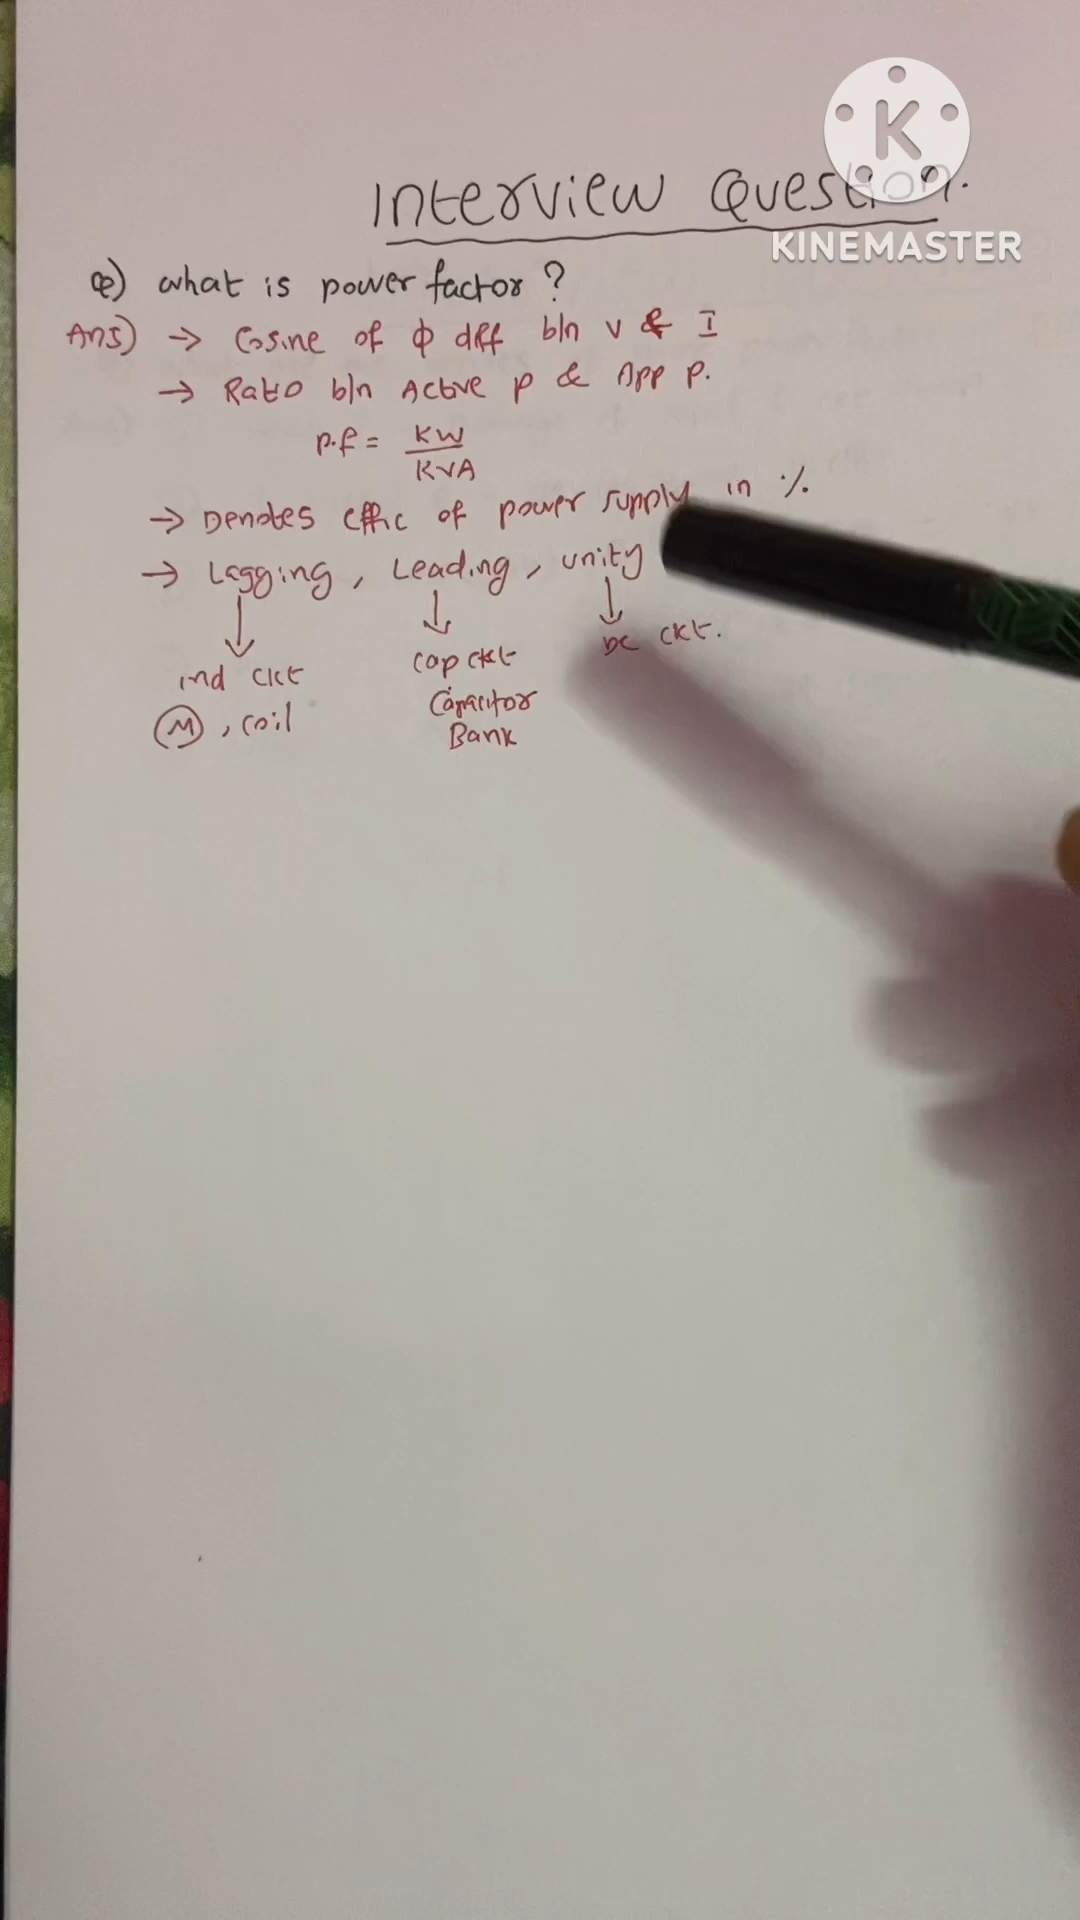 Interview Question.
K
KINEMASTER
Q) what is power factor ?
Ans) → Cosine of ϕ diff b/n V & I
→ Ratio b/n Active p & App p.
p.f = KW
KVA
→ Denotes effic of power supply in %
→ Lagging, Leading, unity
ind ckt
cap ckt
DC ckt.
M, coil
Capacitor
Bank